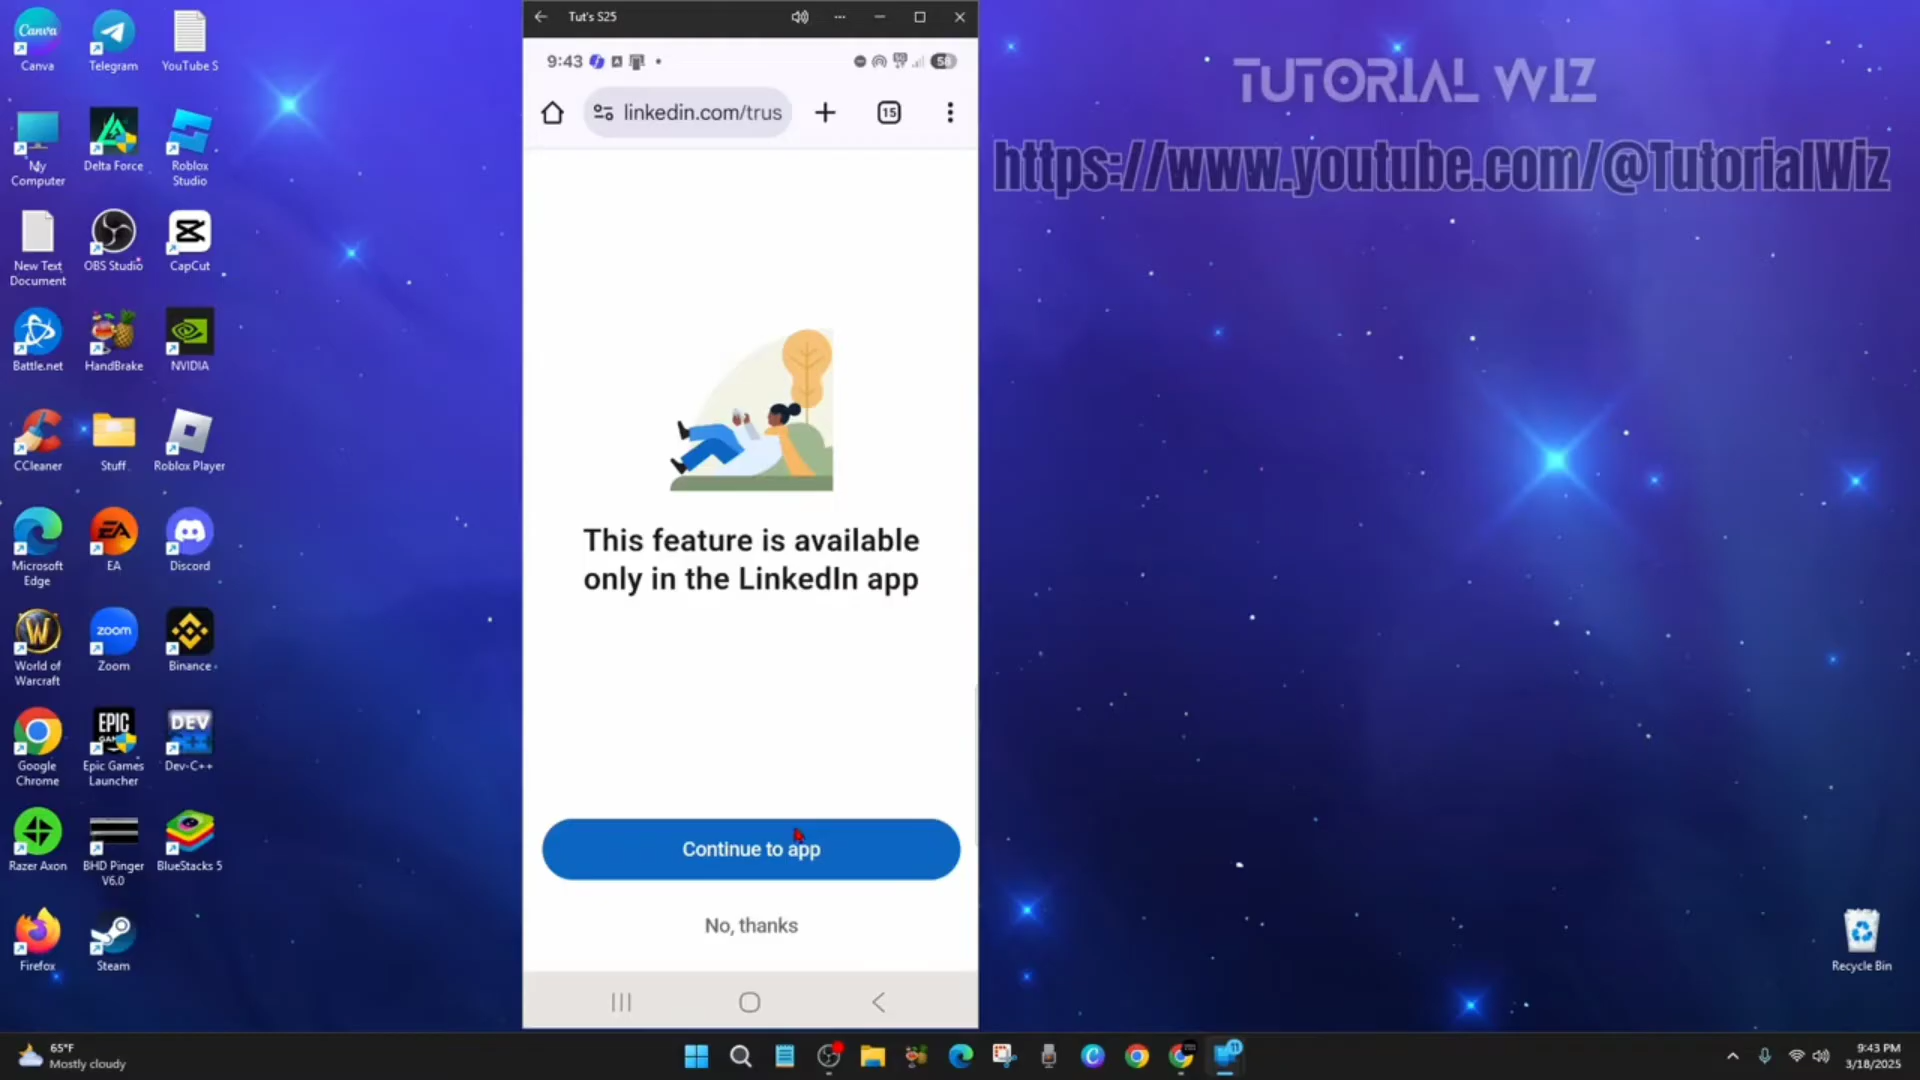 Canva
Telegram
YouTube S
My
Computer
Delta Force
Roblox
Studio
New Text
Document
OBS Studio
CapCut
Battle.net
HandBrake
NVIDIA
CCleaner
Stuff
Roblox Player
Microsoft
Edge
EA
Discord
World of
Warcraft
Zoom
Binance
Google
Chrome
Epic Games
Launcher
Dev-C++
Razer Axon
BHD Pinger
V6.0
BlueStacks 5
Firefox
Steam
Tut's S25
9:43
58
linkedin.com/trus
15
This feature is available
only in the LinkedIn app
Continue to app
No, thanks
TUTORIAL WIZ
https://www.youtube.com/@TutorialWiz
Recycle Bin
65°F
Mostly cloudy
11
9:43 PM
3/18/2025